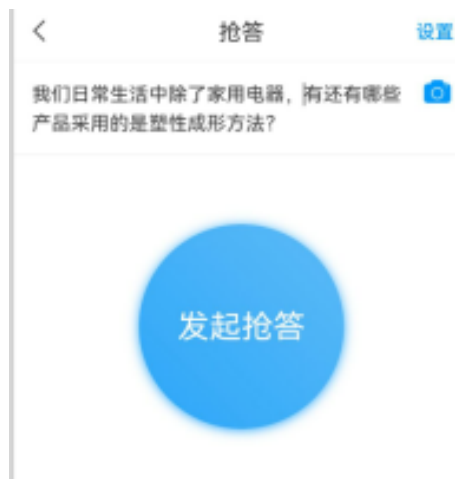 抢答
设置
我们日常生活中除了家用电器，有还有哪些
产品采用的是塑性成形方法？
发起抢答